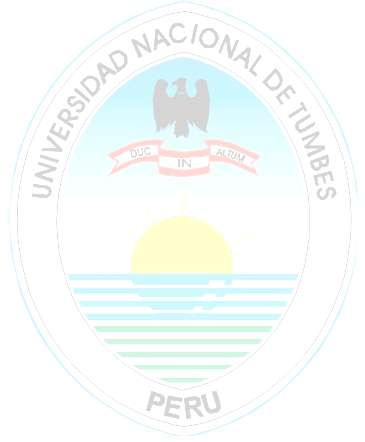 UNIVERSIDAD NACIONAL DE TUMBES
DUC IN ALTUM
PERU